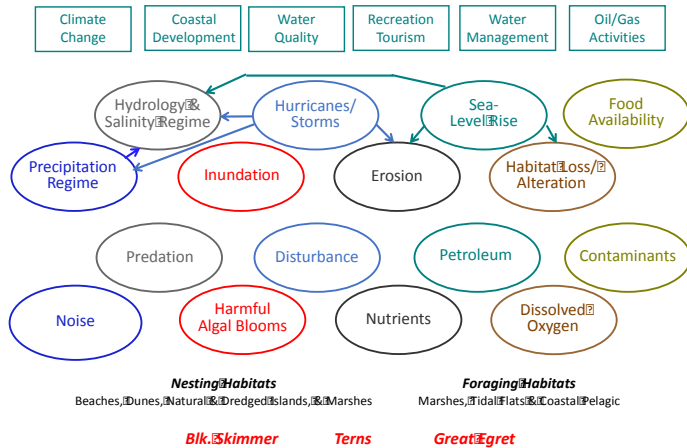 Climate Change
Coastal Development
Water Quality
Recreation Tourism
Water Management
Oil/Gas Activities
Hydrology &
Salinity Regime
Hurricanes/
Storms
Sea-
Level Rise
Food
Availability
Precipitation
Regime
Inundation
Erosion
Habitat Loss/
Alteration
Predation
Disturbance
Petroleum
Contaminants
Noise
Harmful
Algal Blooms
Nutrients
Dissolved
Oxygen
Nesting Habitats
Beaches, Dunes, Natural & Dredged Islands, & Marshes
Foraging Habitats
Marshes, Tidal Flats & Coastal Pelagic
Blk. Skimmer
Terns
Great Egret